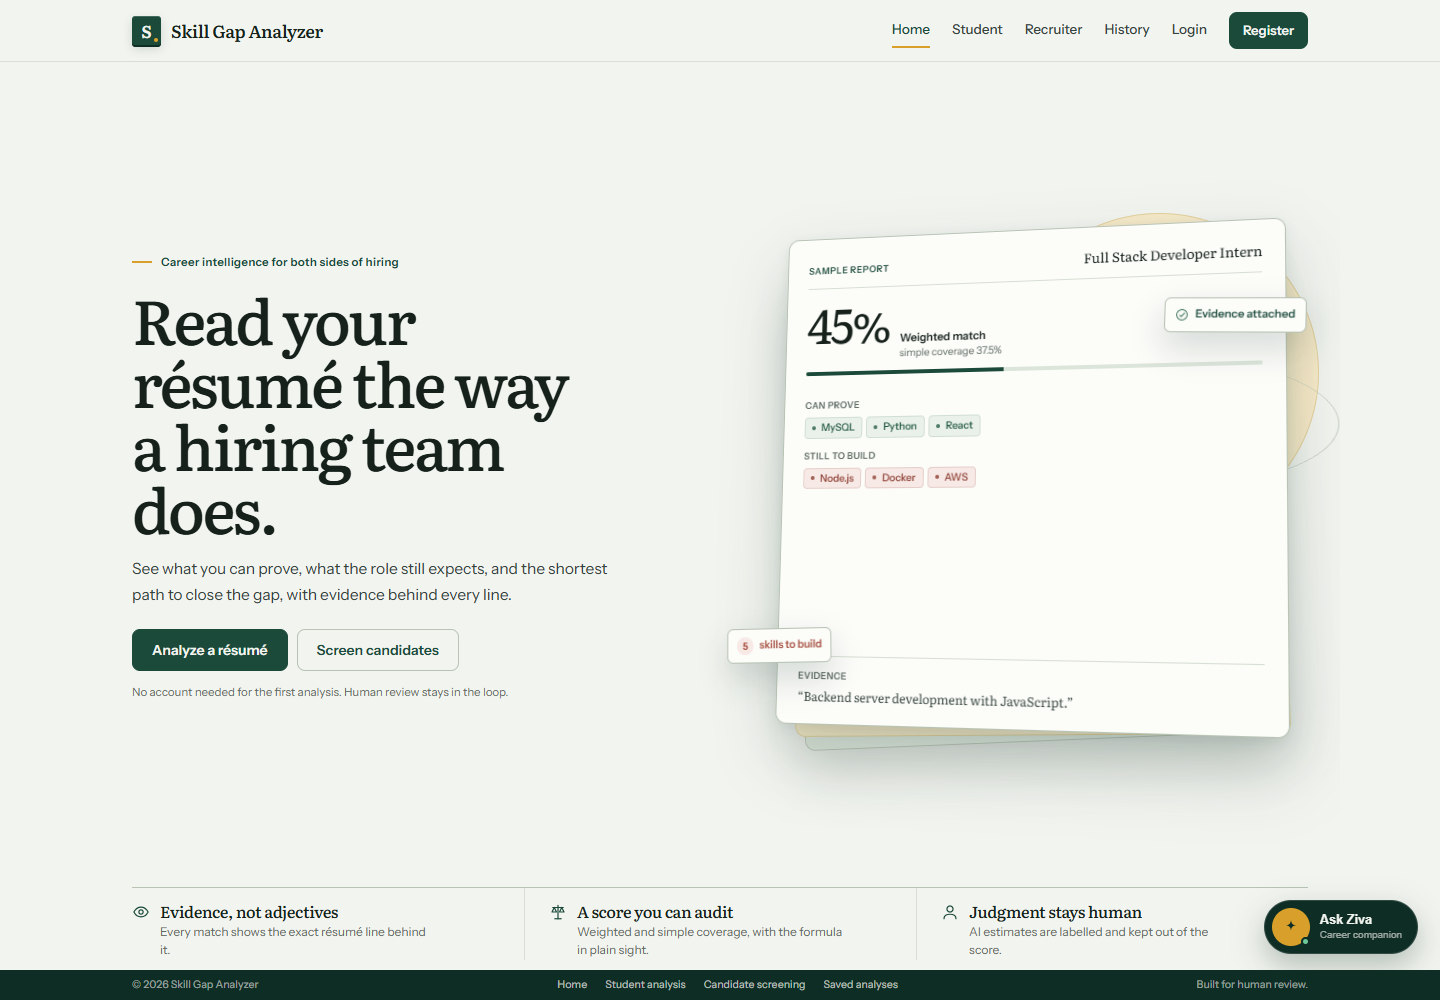 S. Skill Gap Analyzer
Home Student Recruiter History Login Register
Career intelligence for both sides of hiring
Read your
résumé the way
a hiring team
does.
See what you can prove, what the role still expects, and the shortest
path to close the gap, with evidence behind every line.
Analyze a résumé Screen candidates
No account needed for the first analysis. Human review stays in the loop.
SAMPLE REPORT Full Stack Developer Intern
Evidence attached
45% Weighted match
simple coverage 37.5%
CAN PROVE
MySQL Python React
STILL TO BUILD
Node.js Docker AWS
5 skills to build
EVIDENCE
“Backend server development with JavaScript.”
Evidence, not adjectives
Every match shows the exact résumé line behind
it.
A score you can audit
Weighted and simple coverage, with the formula
in plain sight.
Judgment stays human
AI estimates are labelled and kept out of the
score.
Ask Ziva
Career companion
© 2026 Skill Gap Analyzer Home Student analysis Candidate screening Saved analyses Built for human review.